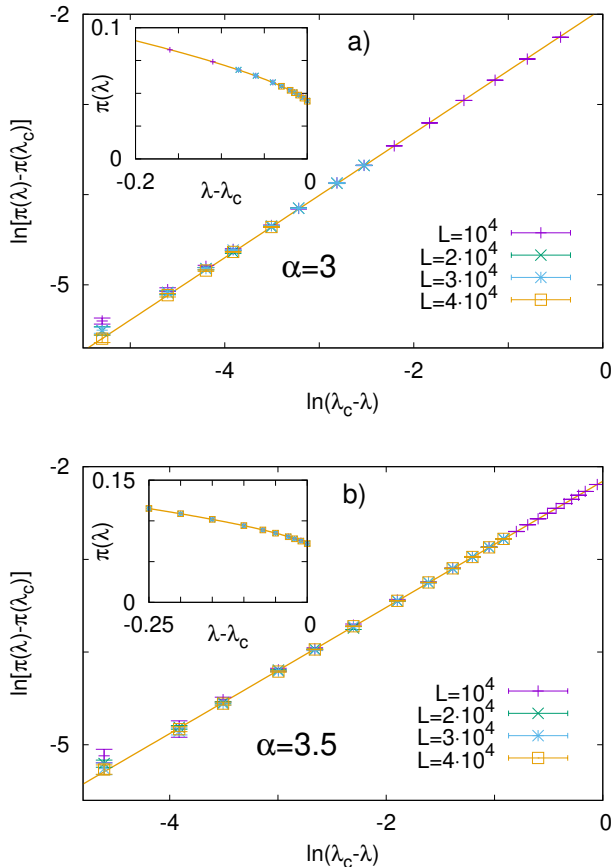 -2
0.1
a)
π(λ)
0
-0.2
λ-λc
0
ln[π(λ)-π(λc)]
L=10^4
L=2·10^4
L=3·10^4
L=4·10^4
α=3
-5
-4
-2
0
ln(λc-λ)
-2
0.15
b)
π(λ)
0
-0.25
λ-λc
0
ln[π(λ)-π(λc)]
L=10^4
L=2·10^4
L=3·10^4
L=4·10^4
α=3.5
-5
-4
-2
0
ln(λc-λ)